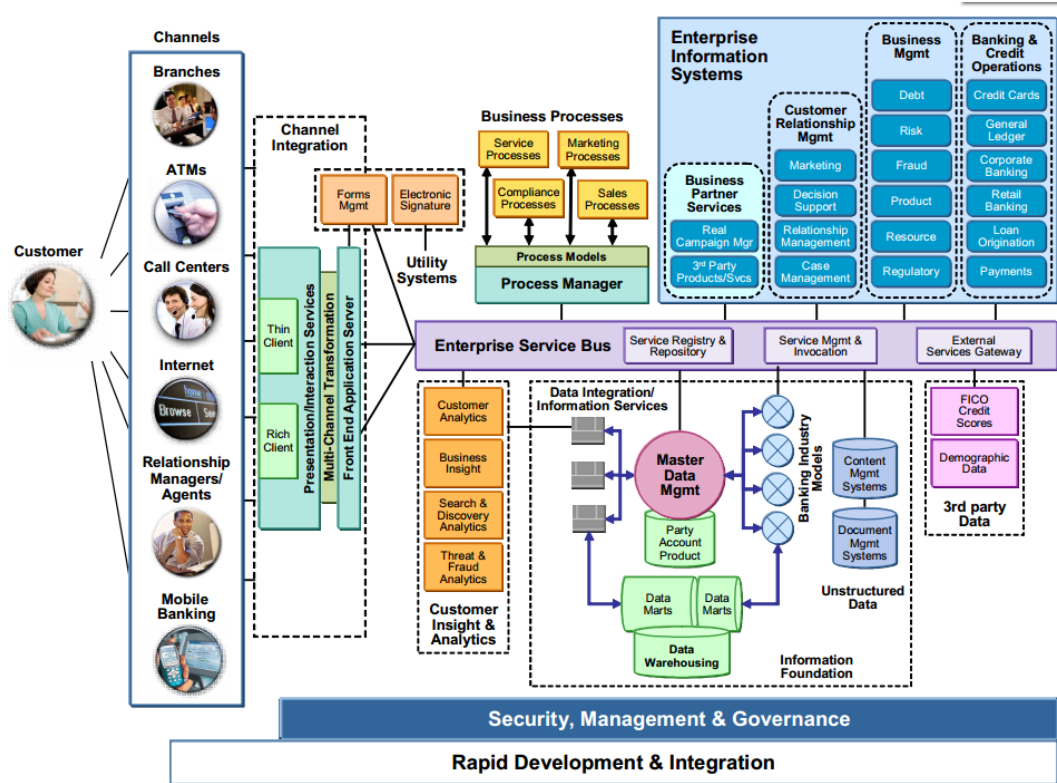 Channels
Branches
ATMs
Call Centers
Internet
Browse
Relationship
Managers/
Agents
Mobile
Banking
Customer
Channel
Integration
Thin
Client
Rich
Client
Presentation/Interaction Services
Multi-Channel Transformation
Front End Application Server
Forms
Mgmt
Electronic
Signature
Utility
Systems
Business Processes
Service
Processes
Marketing
Processes
Compliance
Processes
Sales
Processes
Process Models
Process Manager
Enterprise
Information
Systems
Business Partner
Services
Real
Campaign Mgr
3rd Party
Products/Svcs
Customer
Relationship
Mgmt
Marketing
Decision
Support
Relationship
Management
Case
Management
Business
Mgmt
Debt
Risk
Fraud
Product
Resource
Regulatory
Banking &
Credit
Operations
Credit Cards
General
Ledger
Corporate
Banking
Retail
Banking
Loan
Origination
Payments
Enterprise Service Bus
Service Registry &
Repository
Service Mgmt &
Invocation
External
Services Gateway
Customer
Analytics
Business
Insight
Search &
Discovery
Analytics
Threat &
Fraud
Analytics
Customer
Insight &
Analytics
Data Integration/
Information Services
Master
Data
Mgmt
Party
Account
Product
Data
Marts
Data
Marts
Data
Warehousing
Banking Industry
Models
Content
Mgmt
Systems
Document
Mgmt
Systems
Unstructured
Data
Information
Foundation
FICO
Credit
Scores
Demographic
Data
3rd party
Data
Security, Management & Governance
Rapid Development & Integration